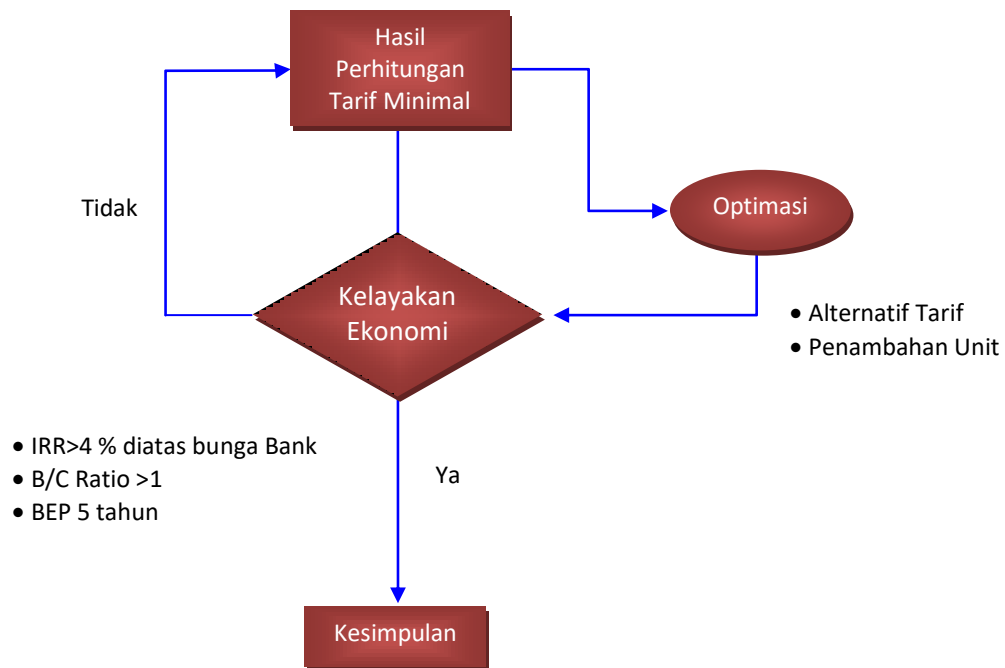 Hasil
Perhitungan
Tarif Minimal
Tidak
Optimasi
Kelayakan
Ekonomi
• Alternatif Tarif
• Penambahan Unit
• IRR>4 % diatas bunga Bank
• B/C Ratio >1
• BEP 5 tahun
Ya
Kesimpulan